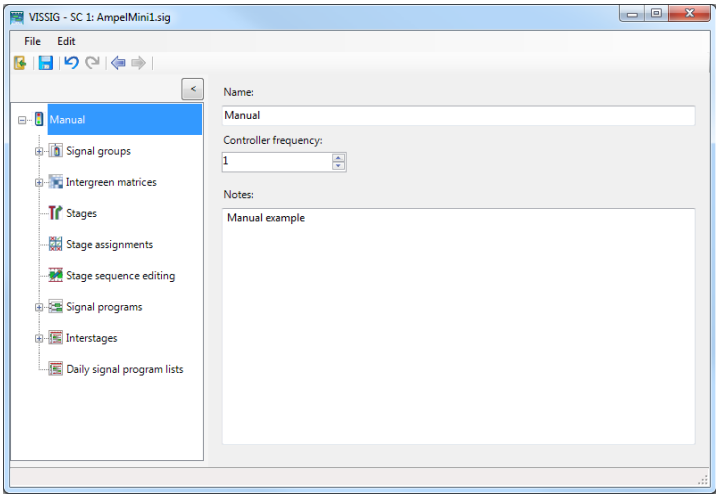 VISSIG - SC 1: AmpelMini1.sig
File Edit
<
Name:
Manual
Manual
Controller frequency:
Signal groups
1
Intergreen matrices
Notes:
Stages
Manual example
Stage assignments
Stage sequence editing
Signal programs
Interstages
Daily signal program lists